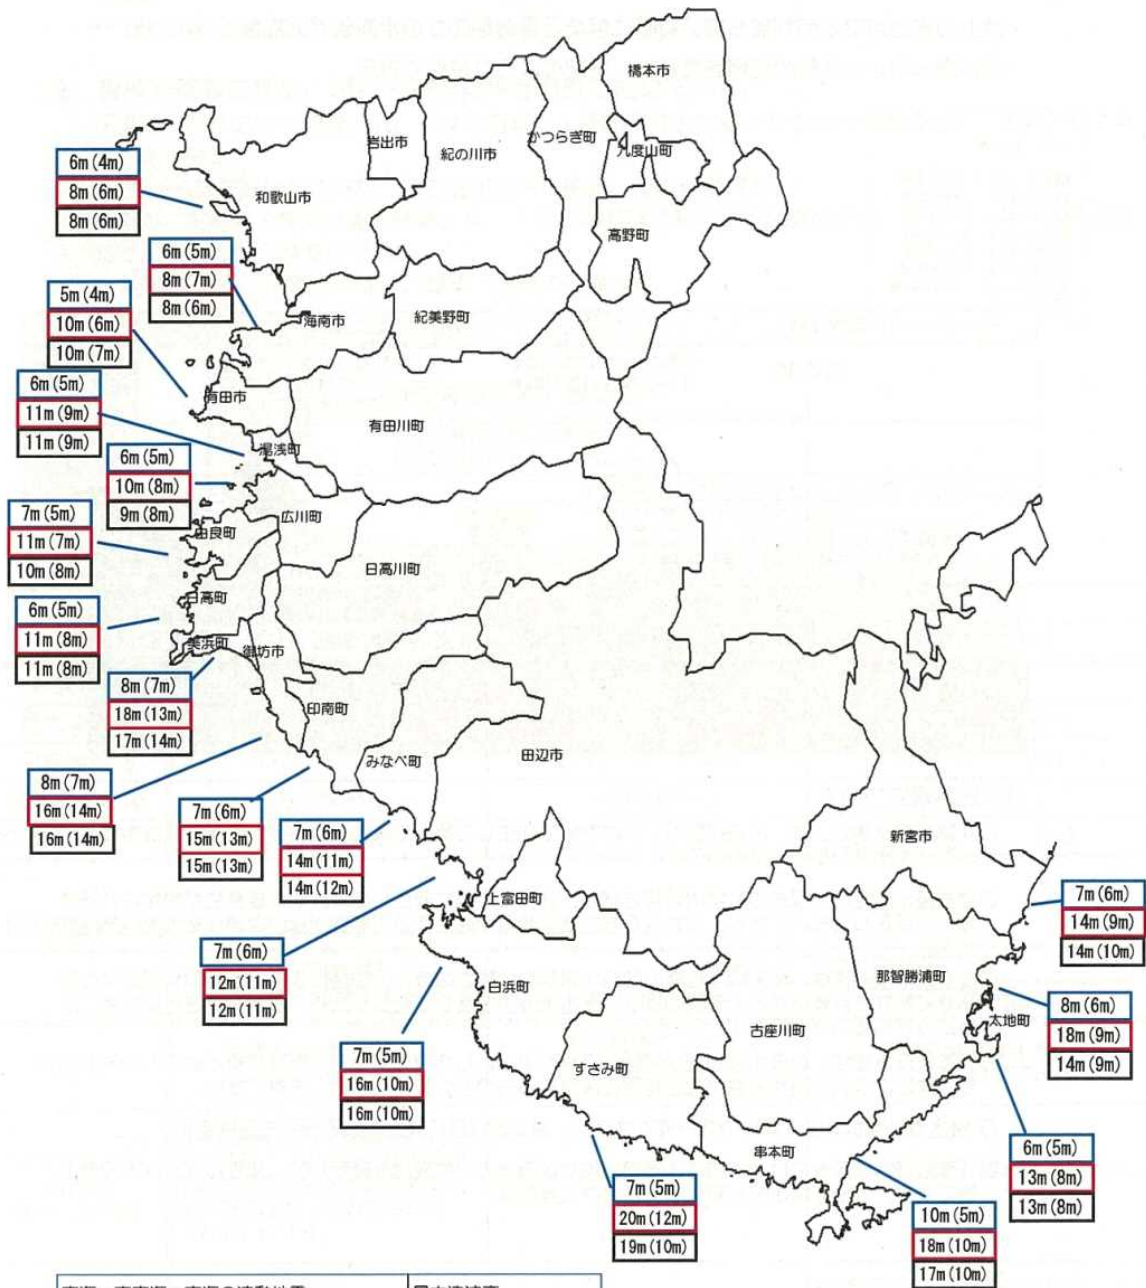 橋本市
岩出市
紀の川市
かつらぎ町
九度山町
6m(4m)
8m(6m)
8m(6m)
和歌山市
高野町
6m(5m)
8m(7m)
8m(6m)
5m(4m)
10m(6m)
10m(7m)
海南市
紀美野町
6m(5m)
11m(9m)
11m(9m)
有田市
有田川町
湯浅町
6m(5m)
10m(8m)
9m(8m)
広川町
7m(5m)
11m(7m)
10m(8m)
由良町
日高川町
6m(5m)
11m(8m)
11m(8m)
日高町
美浜町
御坊市
8m(7m)
18m(13m)
17m(14m)
印南町
みなべ町
田辺市
8m(7m)
16m(14m)
16m(14m)
7m(6m)
15m(13m)
15m(13m)
7m(6m)
14m(11m)
14m(12m)
新宮市
上富田町
7m(6m)
14m(9m)
14m(10m)
7m(6m)
12m(11m)
12m(11m)
白浜町
那智勝浦町
8m(6m)
18m(9m)
14m(9m)
太地町
古座川町
すさみ町
7m(5m)
16m(10m)
16m(10m)
串本町
6m(5m)
13m(8m)
13m(8m)
7m(5m)
20m(12m)
19m(10m)
10m(5m)
18m(10m)
17m(10m)